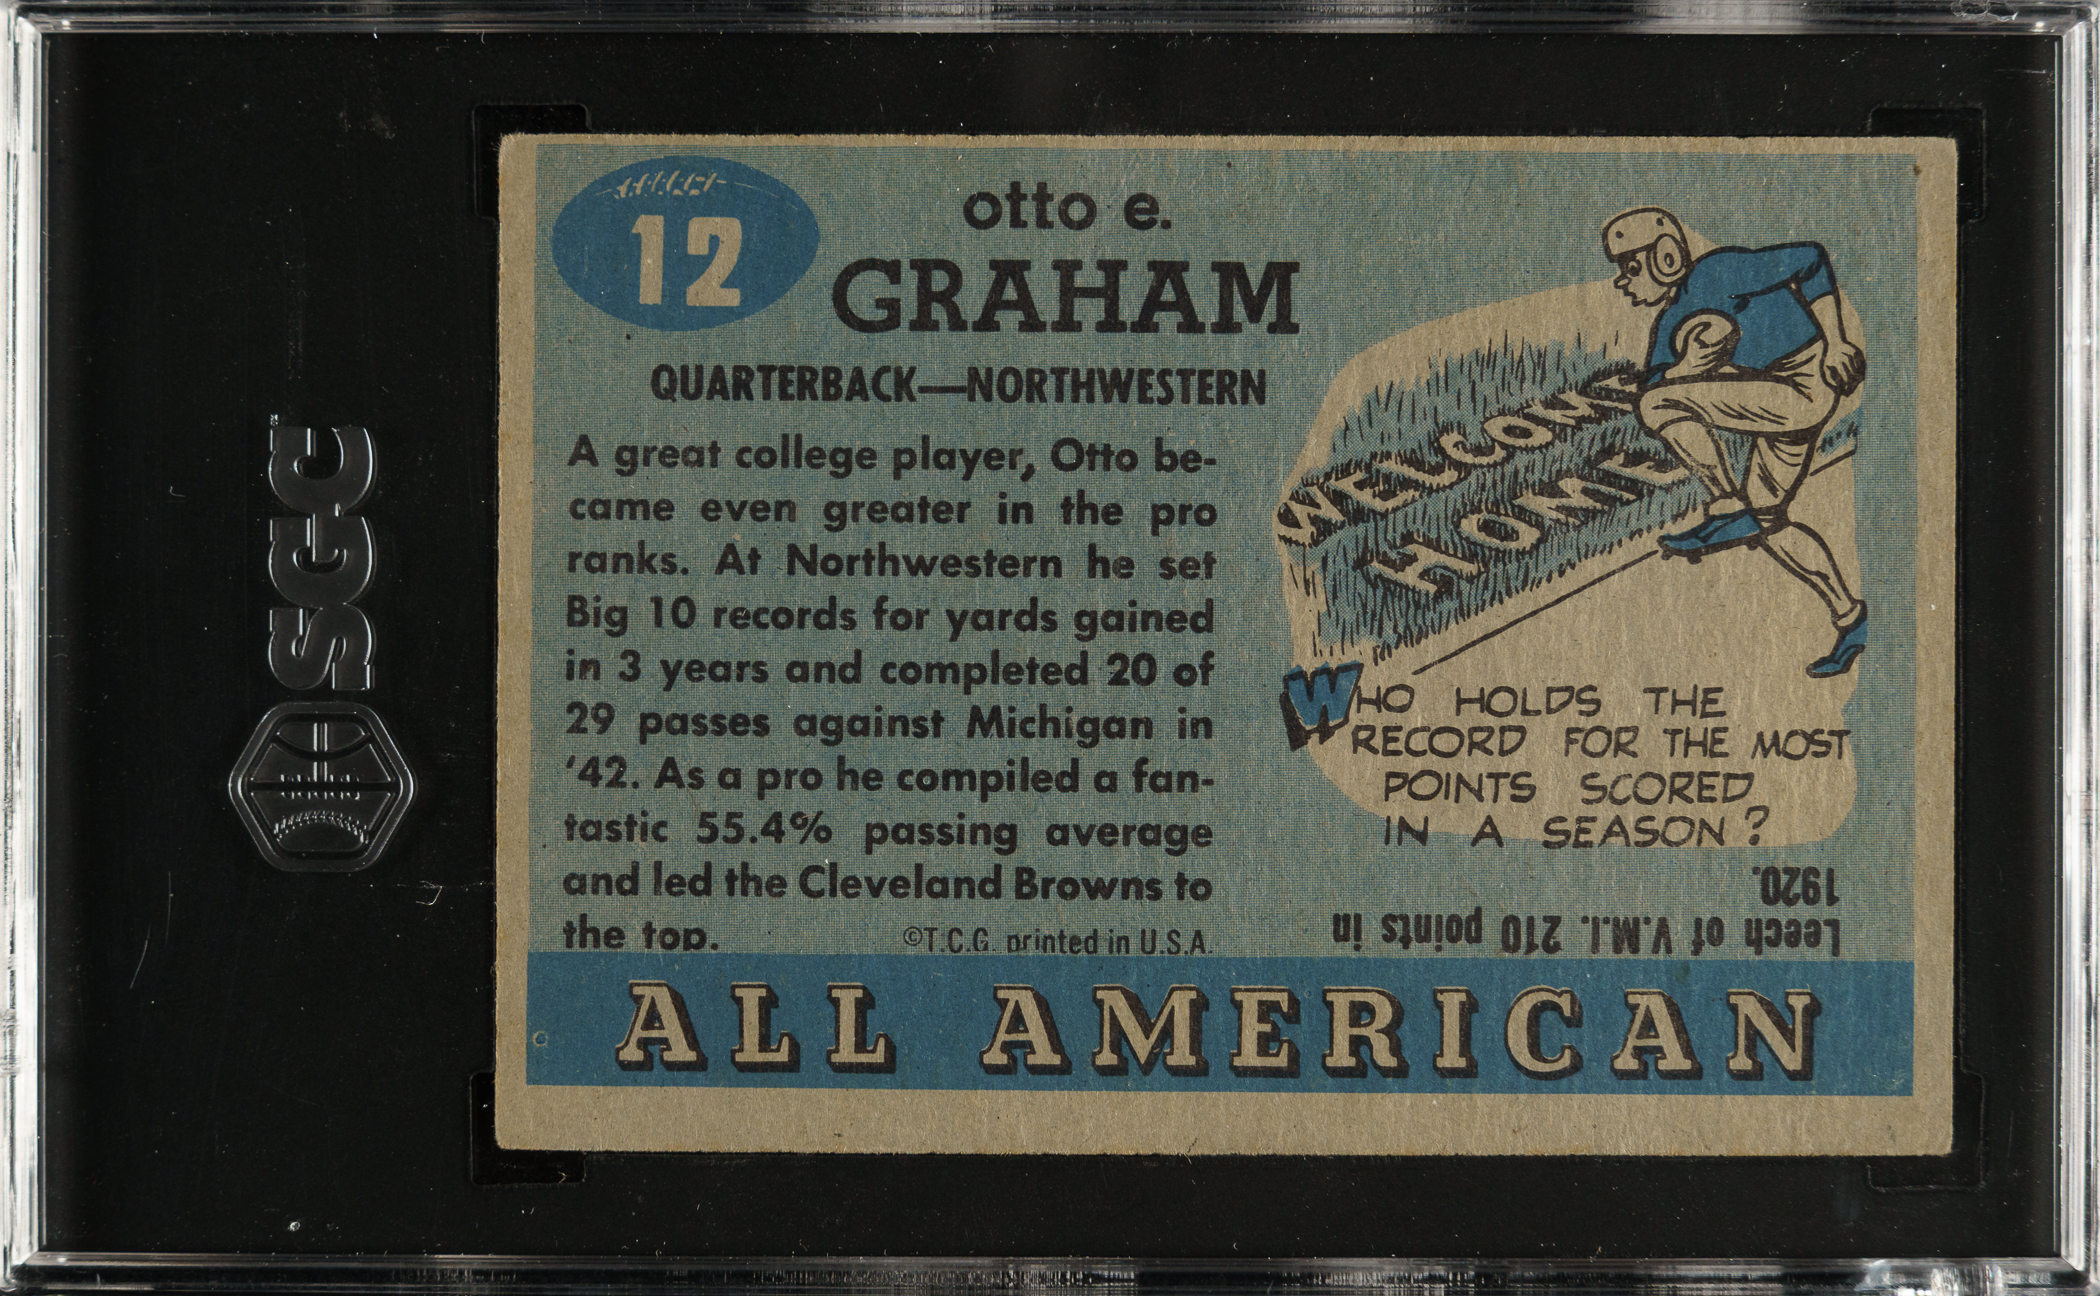 SGC
12
otto e.
GRAHAM
QUARTERBACK—NORTHWESTERN
A great college player, Otto be-
came even greater in the pro
ranks. At Northwestern he set
Big 10 records for yards gained
in 3 years and completed 20 of
29 passes against Michigan in
'42. As a pro he compiled a fan-
tastic 55.4% passing average
and led the Cleveland Browns to
the top.
©T.C.G. printed in U.S.A.
WELCOME
HOME
WHO HOLDS THE
RECORD FOR THE MOST
POINTS SCORED
IN A SEASON?
Leech of V.M.I. 210 points in
1920.
ALL AMERICAN